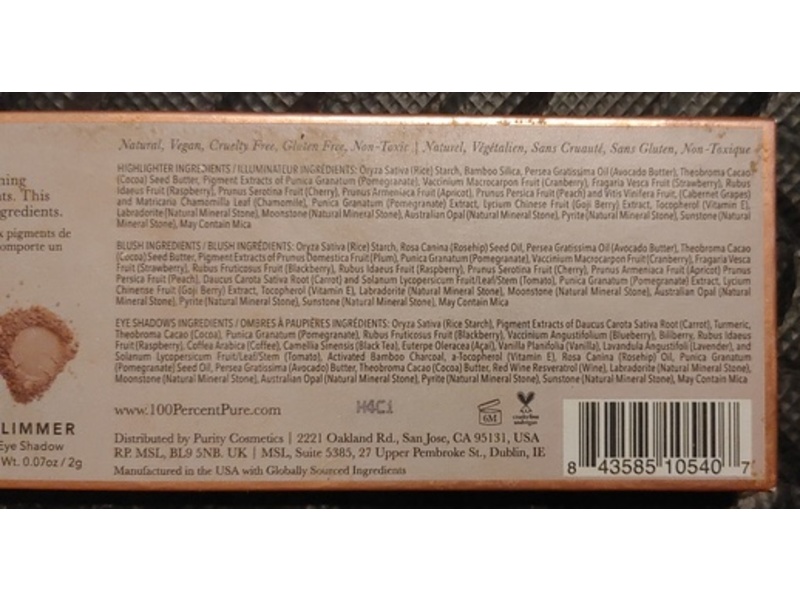 Natural, Vegan, Cruelty Free, Gluten Free, Non-Toxic | Naturel, Végétalien, Sans Cruauté, Sans Gluten, Non-Toxique
HIGHLIGHTER INGREDIENTS / ILLUMINATEUR INGRÉDIENTS: Oryza Sativa (Rice) Starch, Bamboo Silica, Persea Gratissima Oil (Avocado Butter), Theobroma Cacao
(Cocoa) Seed Butter, Pigment Extracts of Punica Granatum (Pomegranate), Vaccinium Macrocarpon Fruit (Cranberry), Fragaria Vesca Fruit (Strawberry), Rubus
Idaeus Fruit (Raspberry), Prunus Serotina Fruit (Cherry), Prunus Armeniaca Fruit (Apricot), Prunus Persica Fruit (Peach) and Vitis Vinifera Fruit, (Cabernet Grapes)
and Matricaria Chamomilla Leaf (Chamomile), Punica Granatum (Pomegranate) Extract, Lycium Chinese Fruit (Goji Berry) Extract, Tocopherol (Vitamin E),
Labradorite (Natural Mineral Stone), Moonstone (Natural Mineral Stone), Australian Opal (Natural Mineral Stone), Pyrite (Natural Mineral Stone), Sunstone (Natural
Mineral Stone), May Contain Mica
BLUSH INGREDIENTS / BLUSH INGRÉDIENTS: Oryza Sativa (Rice) Starch, Rosa Canina (Rosehip) Seed Oil, Persea Gratissima Oil (Avocado Butter), Theobroma Cacao
(Cocoa) Seed Butter, Pigment Extracts of Prunus Domestica Fruit (Plum), Punica Granatum (Pomegranate), Vaccinium Macrocarpon Fruit (Cranberry), Fragaria Vesca
Fruit (Strawberry), Rubus Fruticosus Fruit (Blackberry), Rubus Idaeus Fruit (Raspberry), Prunus Serotina Fruit (Cherry), Prunus Armeniaca Fruit (Apricot) Prunus
Persica Fruit (Peach), Daucus Carota Sativa Root (Carrot) and Solanum Lycopersicum Fruit/Leaf/Stem (Tomato), Punica Granatum (Pomegranate) Extract, Lycium
Chinense Fruit (Goji Berry) Extract, Tocopherol (Vitamin E), Labradorite (Natural Mineral Stone), Moonstone (Natural Mineral Stone), Australian Opal (Natural Mineral
Stone), Pyrite (Natural Mineral Stone), Sunstone (Natural Mineral Stone), May Contain Mica
EYE SHADOWS INGREDIENTS / OMBRES À PAUPIÈRES INGRÉDIENTS: Oryza Sativa (Rice Starch), Pigment Extracts of Daucus Carota Sativa Root (Carrot), Turmeric,
Theobroma Cacao (Cocoa), Punica Granatum (Pomegranate), Rubus Fruticosus Fruit (Blackberry), Vaccinium Angustifolium (Blueberry), Bilberry, Rubus Idaeus
Fruit (Raspberry), Coffea Arabica (Coffee), Camellia Sinensis (Black Tea), Euterpe Oleracea (Açai), Vanilla Planifolia (Vanilla), Lavandula Angustifoli (Lavender), and
Solanum Lycopersicum Fruit/Leaf/Stem (Tomato), Activated Bamboo Charcoal, a-Tocopherol (Vitamin E), Rosa Canina (Rosehip) Oil, Punica Granatum
(Pomegranate) Seed Oil, Persea Gratissima (Avocado) Butter, Theobroma Cacao (Cocoa) Butter, Red Wine Resveratrol (Wine), Labradorite (Natural Mineral Stone),
Moonstone (Natural Mineral Stone), Australian Opal (Natural Mineral Stone), Pyrite (Natural Mineral Stone), Sunstone (Natural Mineral Stone), May Contain Mica
ts. This
gredients.
x pigments de
omporte un
LIMMER
Eye Shadow
Wt. 0.07oz / 2g
www.100PercentPure.com
H4C1
6M
cruelty free
and vegan
Distributed by Purity Cosmetics | 2221 Oakland Rd., San Jose, CA 95131, USA
RP. MSL, BL9 5NB. UK | MSL, Suite 5385, 27 Upper Pembroke St., Dublin, IE
Manufactured in the USA with Globally Sourced Ingredients
8 43585 10540 7